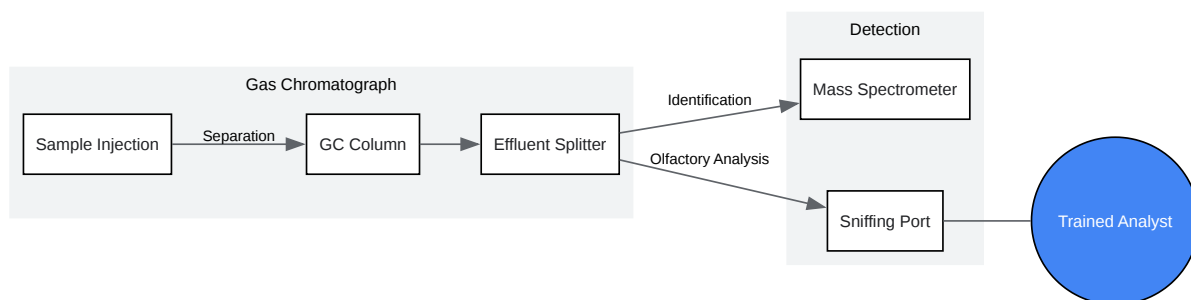 Detection
Gas Chromatograph
Mass Spectrometer
Identification
Sample Injection
Separation
GC Column
Effluent Splitter
Olfactory Analysis
Sniffing Port
Trained Analyst